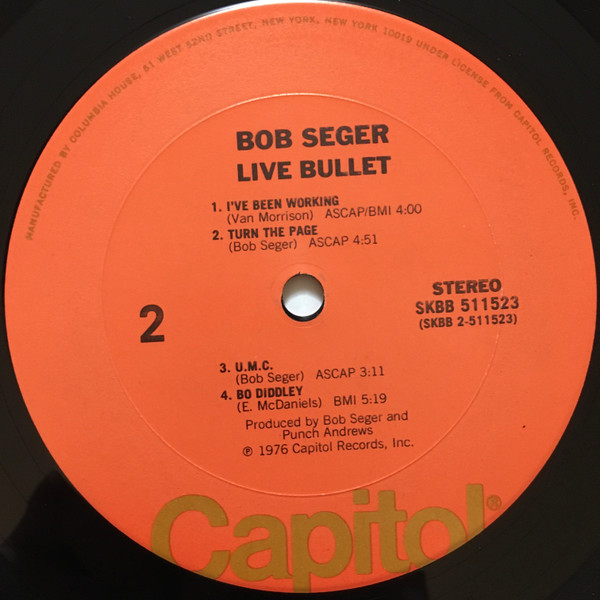 MANUFACTURED BY COLUMBIA HOUSE, 51 WEST 52ND STREET, NEW YORK, NEW YORK 10019 UNDER LICENSE FROM CAPITOL RECORDS, INC.
BOB SEGER
LIVE BULLET
1. I'VE BEEN WORKING
(Van Morrison) ASCAP/BMI 4:00
2. TURN THE PAGE
(Bob Seger) ASCAP 4:51
2
STEREO
SKBB 511523
(SKBB 2-511523)
3. U.M.C.
(Bob Seger) ASCAP 3:11
4. BO DIDDLEY
(E. McDaniels) BMI 5:19
Produced by Bob Seger and
Punch Andrews
℗ 1976 Capitol Records, Inc.
Capitol®